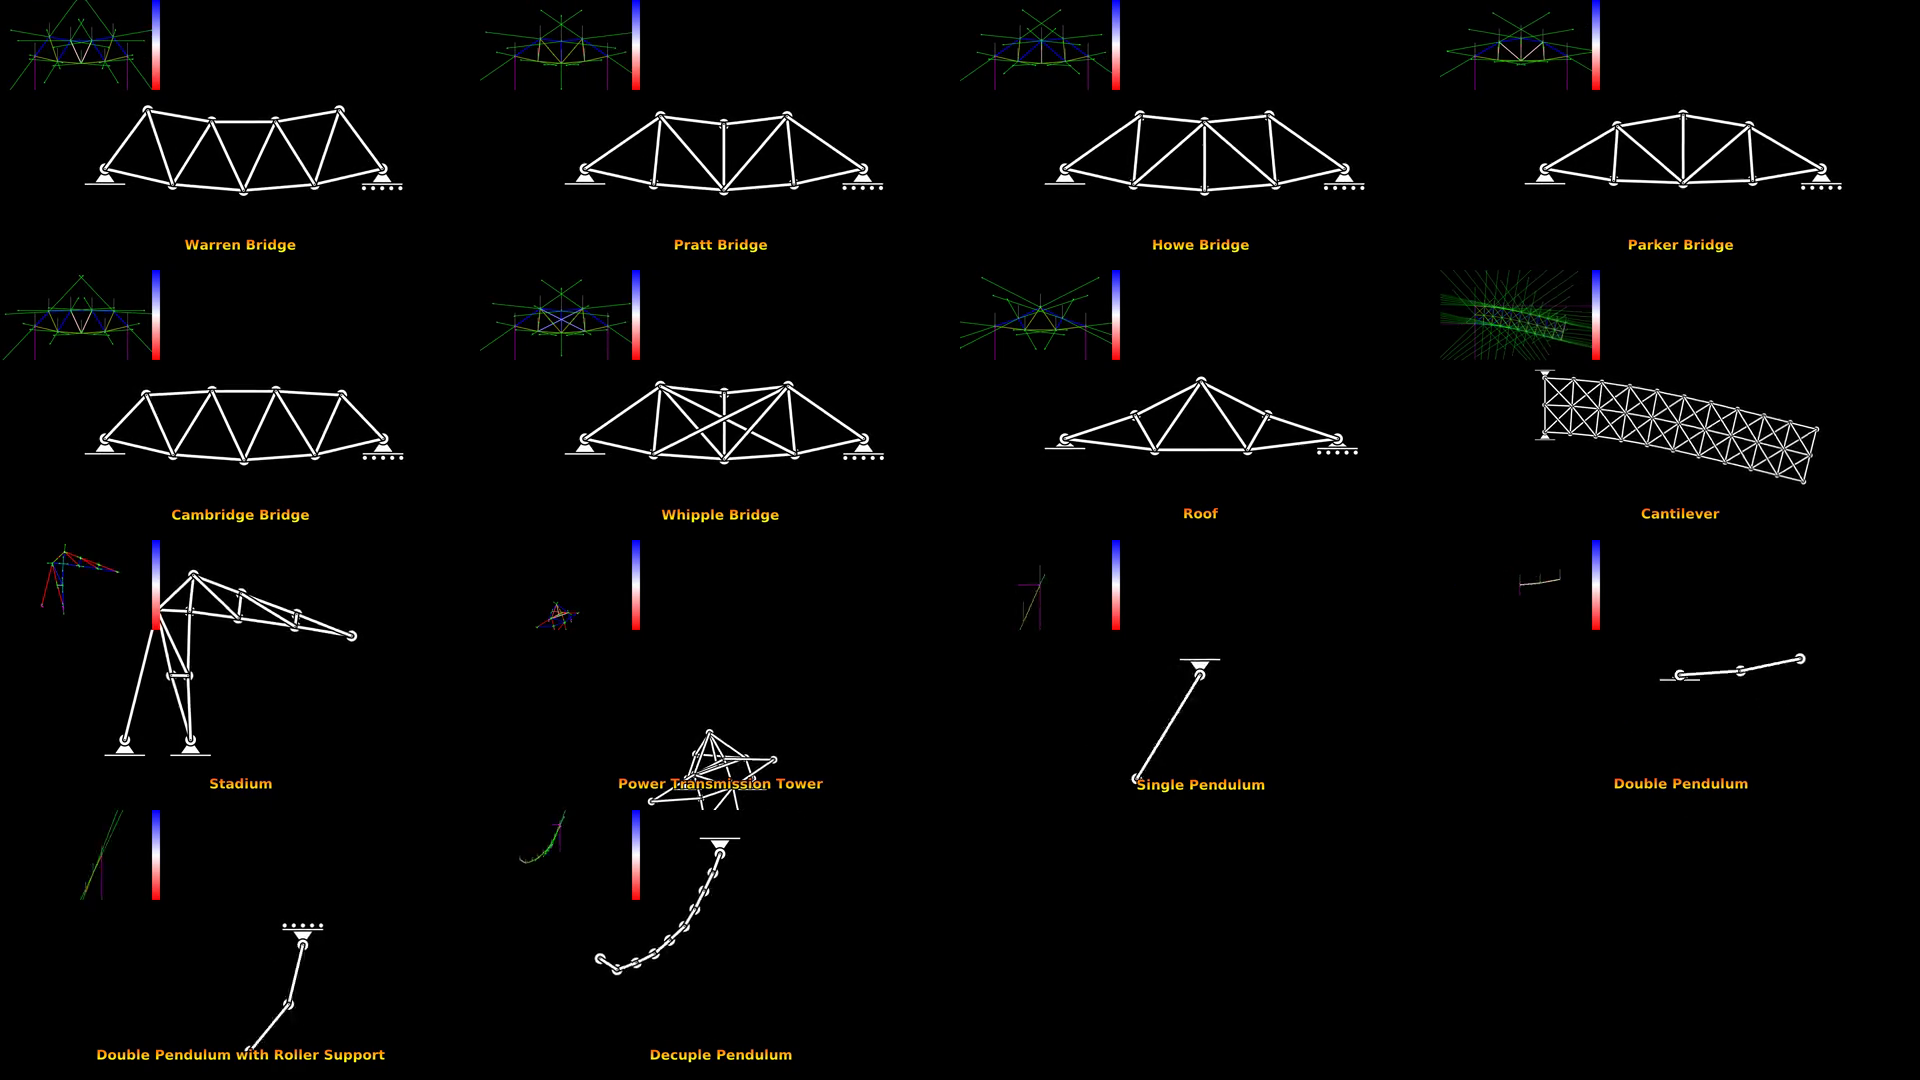 Warren Bridge
Pratt Bridge
Howe Bridge
Parker Bridge
Cambridge Bridge
Whipple Bridge
Roof
Cantilever
Stadium
Power Transmission Tower
Single Pendulum
Double Pendulum
Double Pendulum with Roller Support
Decuple Pendulum